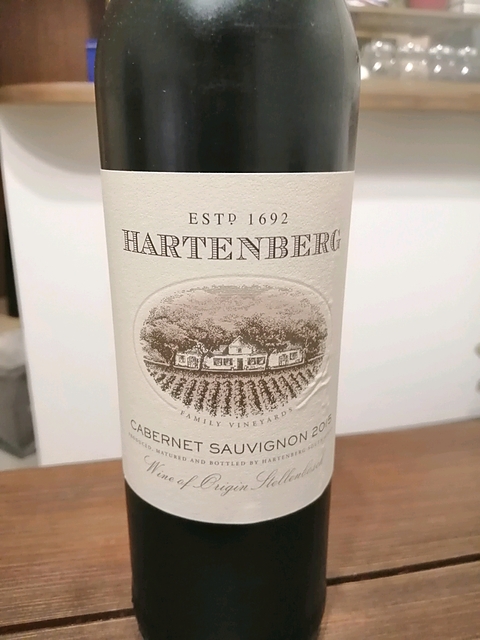 ESTD 1692
HARTENBERG
FAMILY VINEYARDS
CABERNET SAUVIGNON
MATURED AND BOTTLED BY HARTENBERG
Wine of Origin Stellenbosch